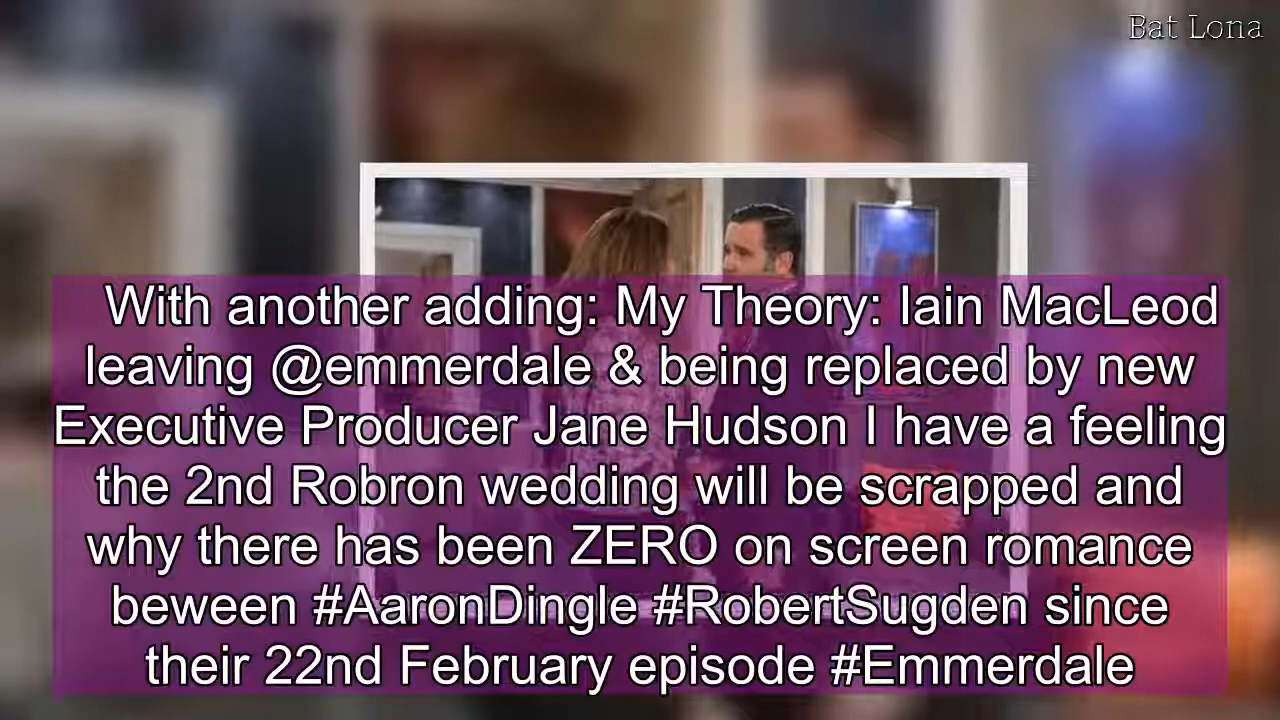 Bat Lona
With another adding: My Theory: Iain MacLeod
leaving @emmerdale & being replaced by new
Executive Producer Jane Hudson I have a feeling
the 2nd Robron wedding will be scrapped and
why there has been ZERO on screen romance
beween #AaronDingle #RobertSugden since
their 22nd February episode #Emmerdale